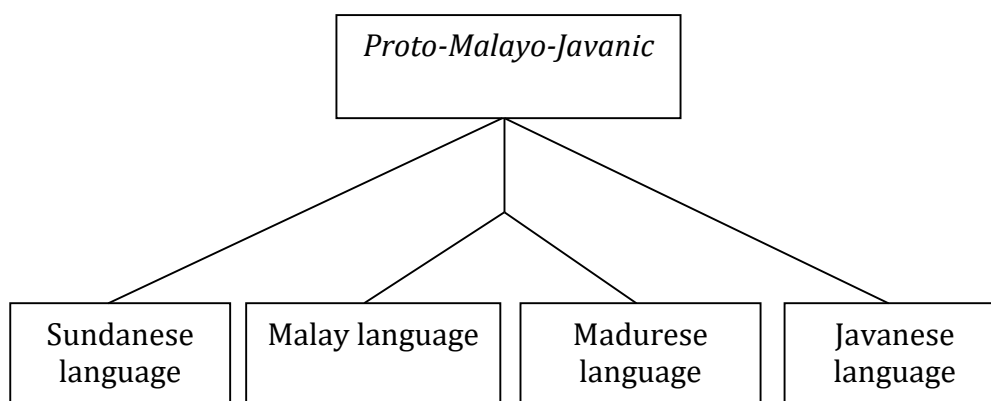 Proto-Malayo-Javanic
Sundanese
language
Malay language
Madurese
language
Javanese
language